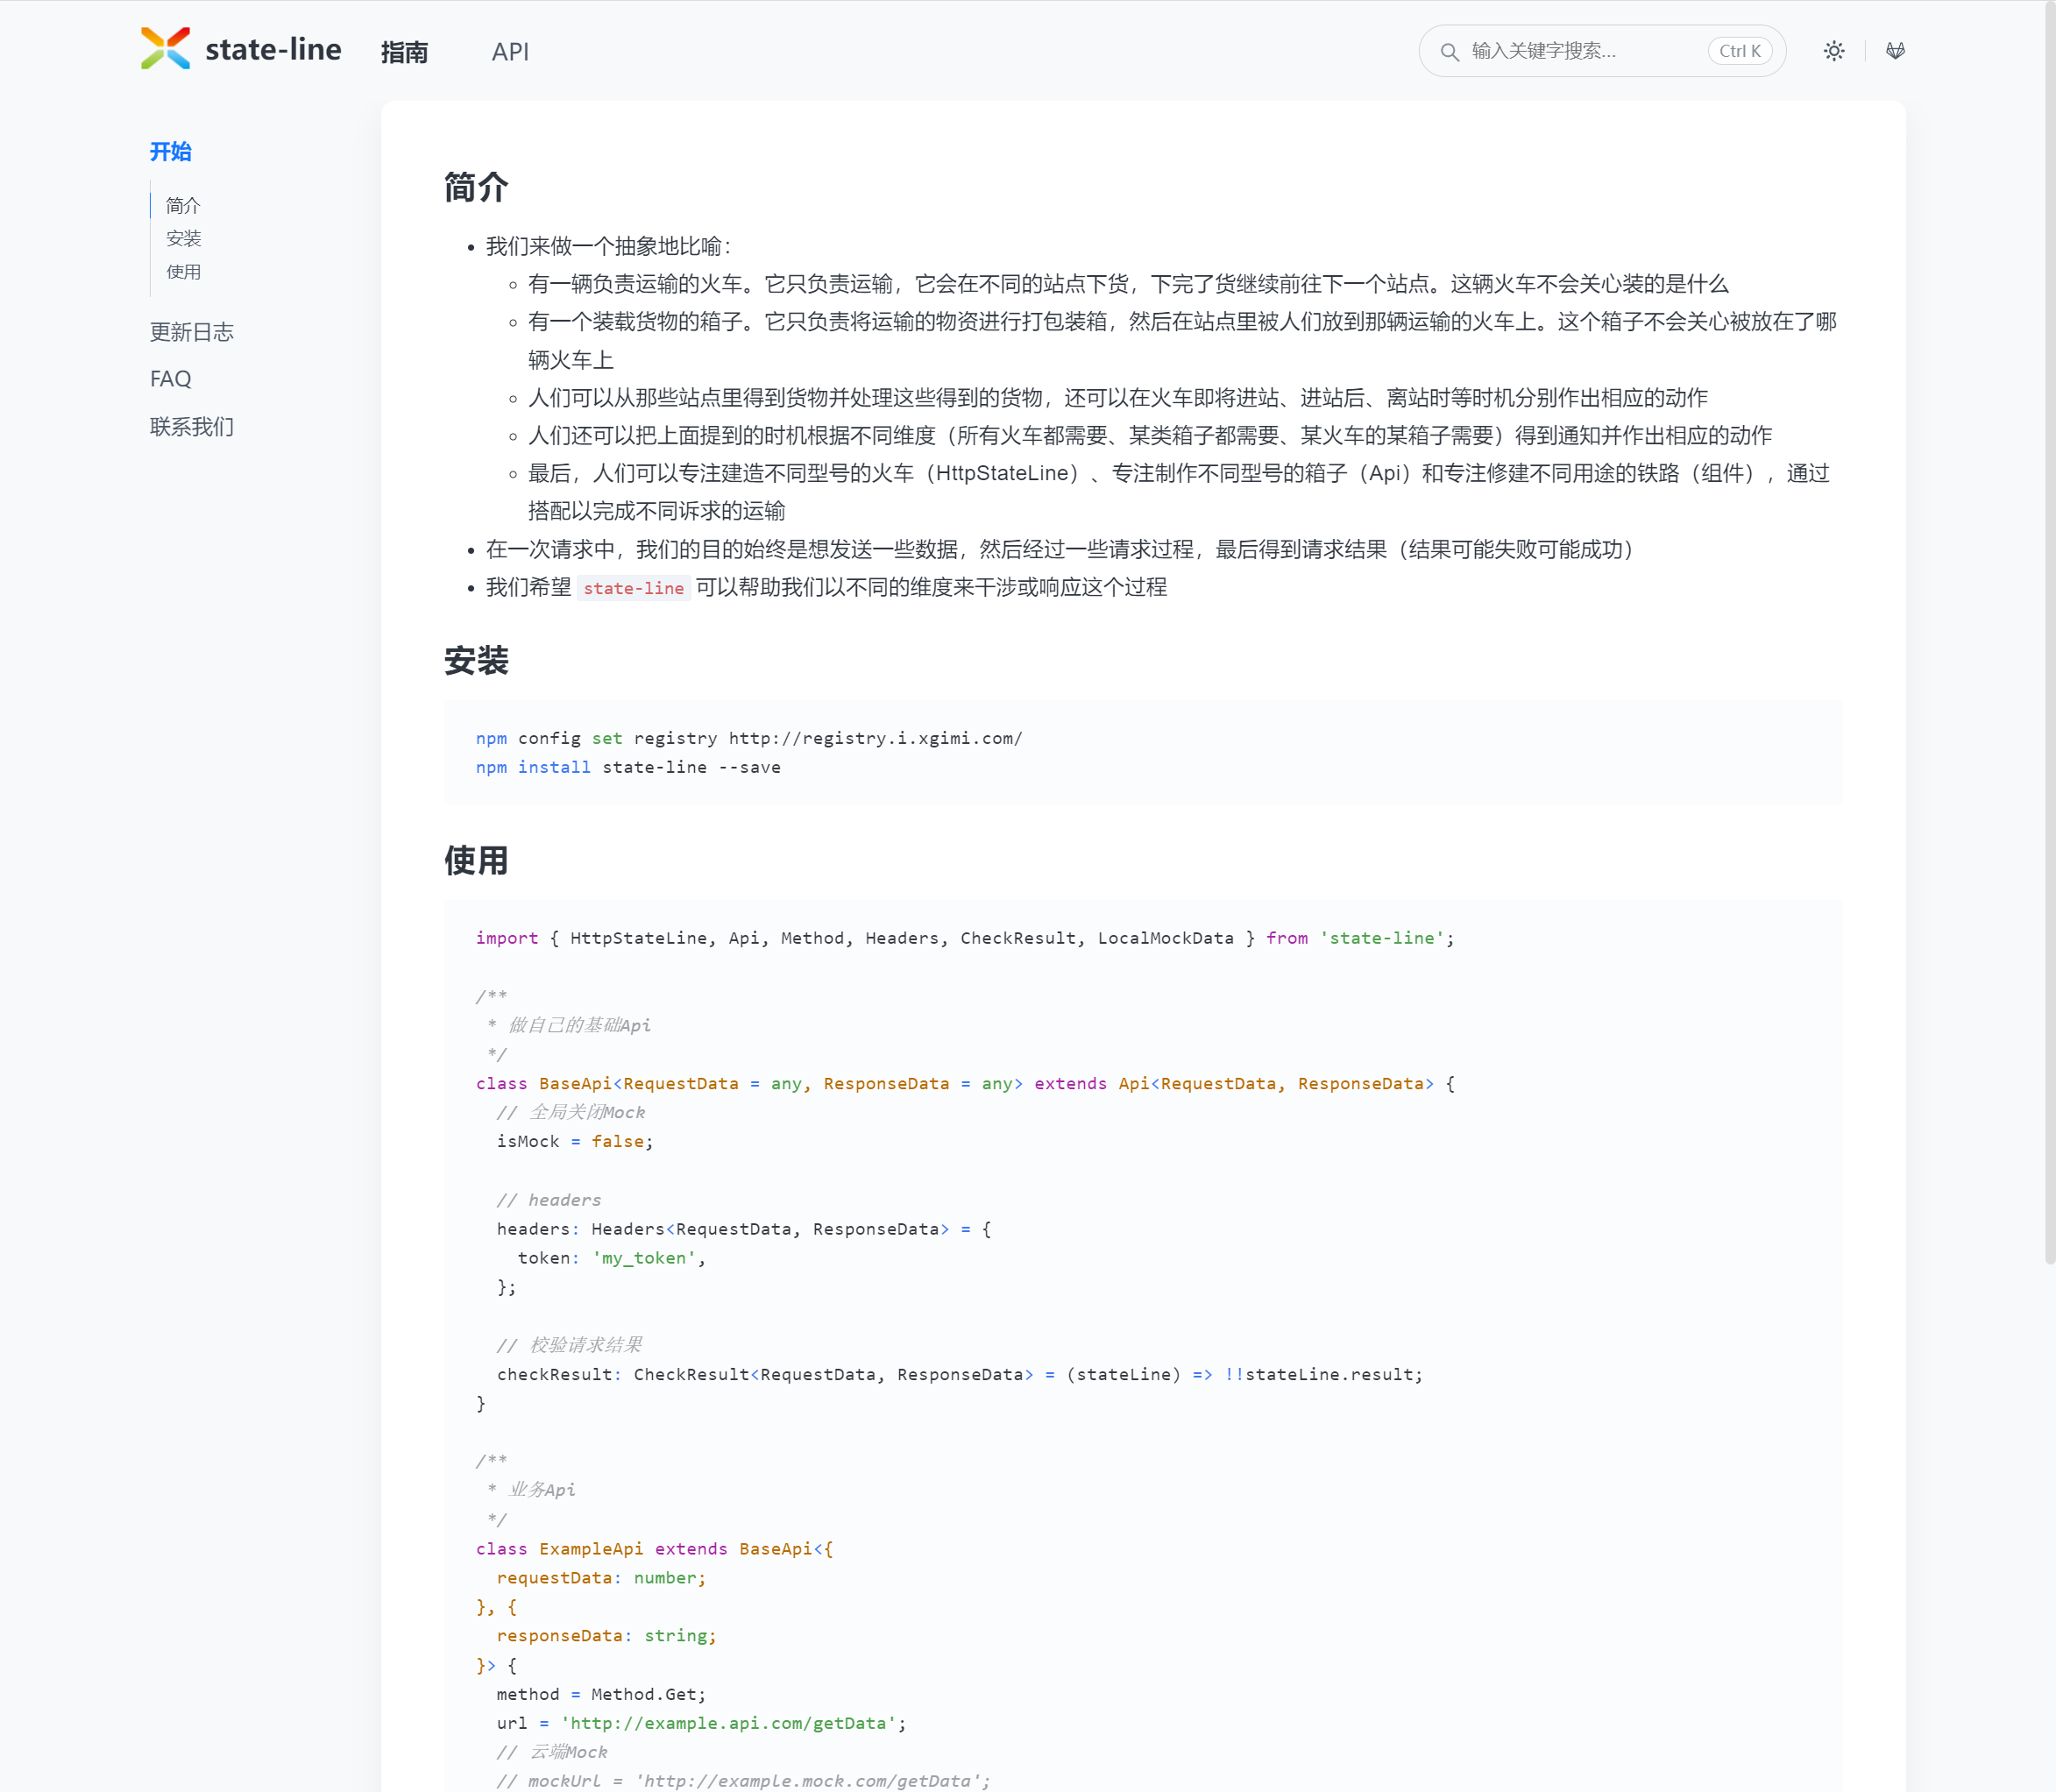 state-line
指南
API
输入关键字搜索...
Ctrl K
开始
简介
安装
使用
更新日志
FAQ
联系我们
简介
我们来做一个抽象地比喻：
有一辆负责运输的火车。它只负责运输，它会在不同的站点下货，下完了货继续前往下一个站点。这辆火车不会关心装的是什么
有一个装载货物的箱子。它只负责将运输的物资进行打包装箱，然后在站点里被人们放到那辆运输的火车上。这个箱子不会关心被放在了哪
辆火车上
人们可以从那些站点里得到货物并处理这些得到的货物，还可以在火车即将进站、进站后、离站时等时机分别作出相应的动作
人们还可以把上面提到的时机根据不同维度（所有火车都需要、某类箱子都需要、某火车的某箱子需要）得到通知并作出相应的动作
最后，人们可以专注建造不同型号的火车（HttpStateLine）、专注制作不同型号的箱子（Api）和专注修建不同用途的铁路（组件），通过
搭配以完成不同诉求的运输
在一次请求中，我们的目的始终是想发送一些数据，然后经过一些请求过程，最后得到请求结果（结果可能失败可能成功）
我们希望 state-line 可以帮助我们以不同的维度来干涉或响应这个过程
安装
npm config set registry http://registry.i.xgimi.com/
npm install state-line --save
使用
import { HttpStateLine, Api, Method, Headers, CheckResult, LocalMockData } from 'state-line';
/**
 * 做自己的基础Api
 */
class BaseApi<RequestData = any, ResponseData = any> extends Api<RequestData, ResponseData> {
  // 全局关闭Mock
  isMock = false;
  // headers
  headers: Headers<RequestData, ResponseData> = {
    token: 'my_token',
  };
  // 校验请求结果
  checkResult: CheckResult<RequestData, ResponseData> = (stateLine) => !!stateLine.result;
}
/**
 * 业务Api
 */
class ExampleApi extends BaseApi<{
  requestData: number;
}, {
  responseData: string;
}> {
  method = Method.Get;
  url = 'http://example.api.com/getData';
  // 云端Mock
  // mockUrl = 'http://example.mock.com/getData';